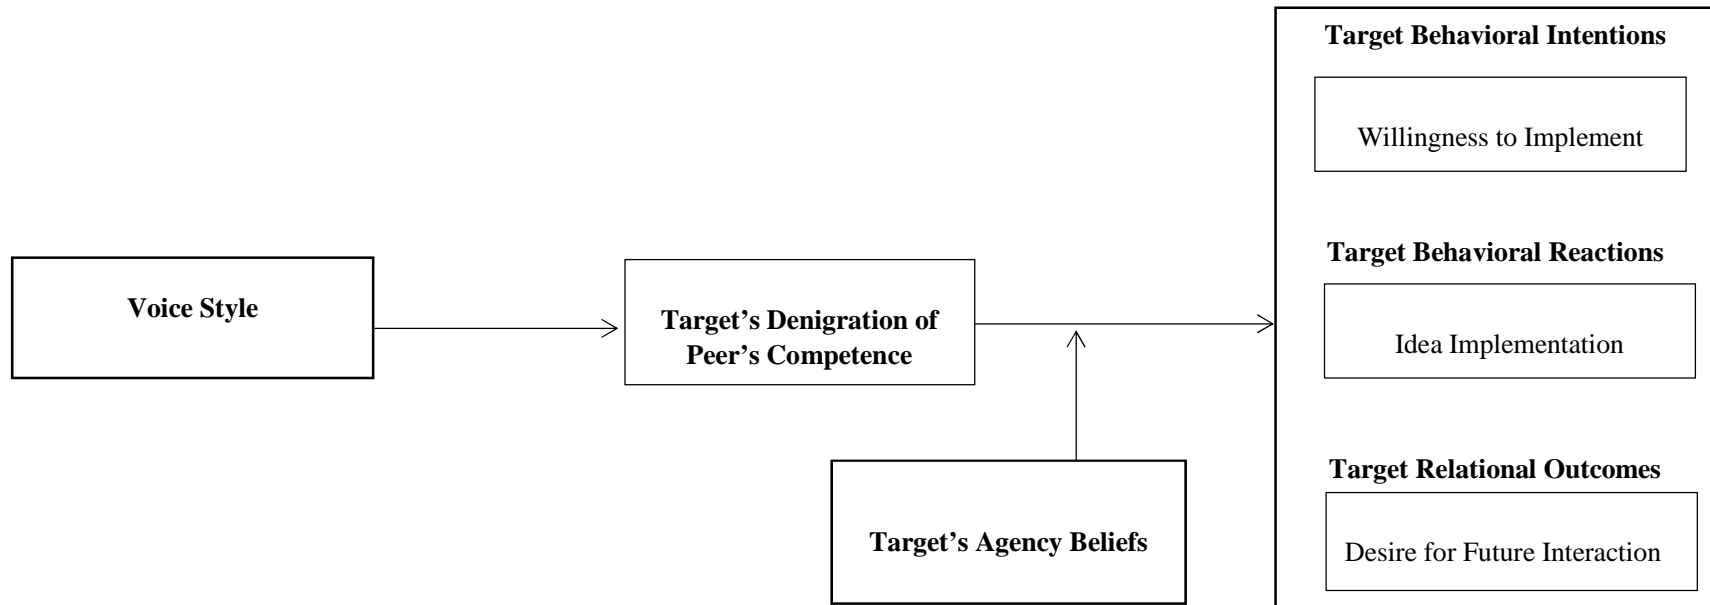 Voice Style
Target’s Denigration of
Peer’s Competence
Target’s Agency Beliefs
Target Behavioral Intentions
Willingness to Implement
Target Behavioral Reactions
Idea Implementation
Target Relational Outcomes
Desire for Future Interaction